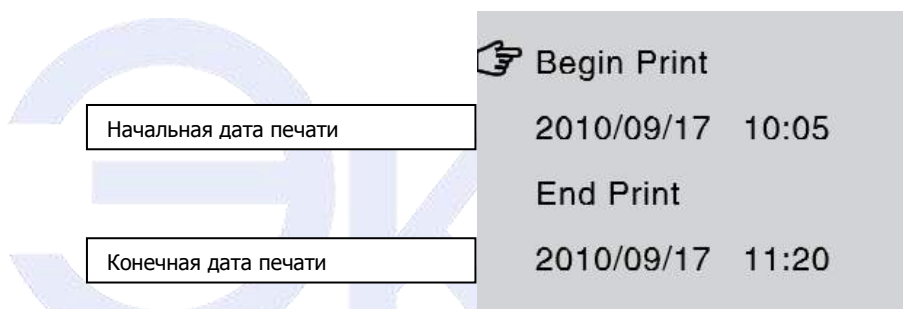 Begin Print
Начальная дата печати
2010/09/17 10:05
End Print
Конечная дата печати
2010/09/17 11:20
ЭК